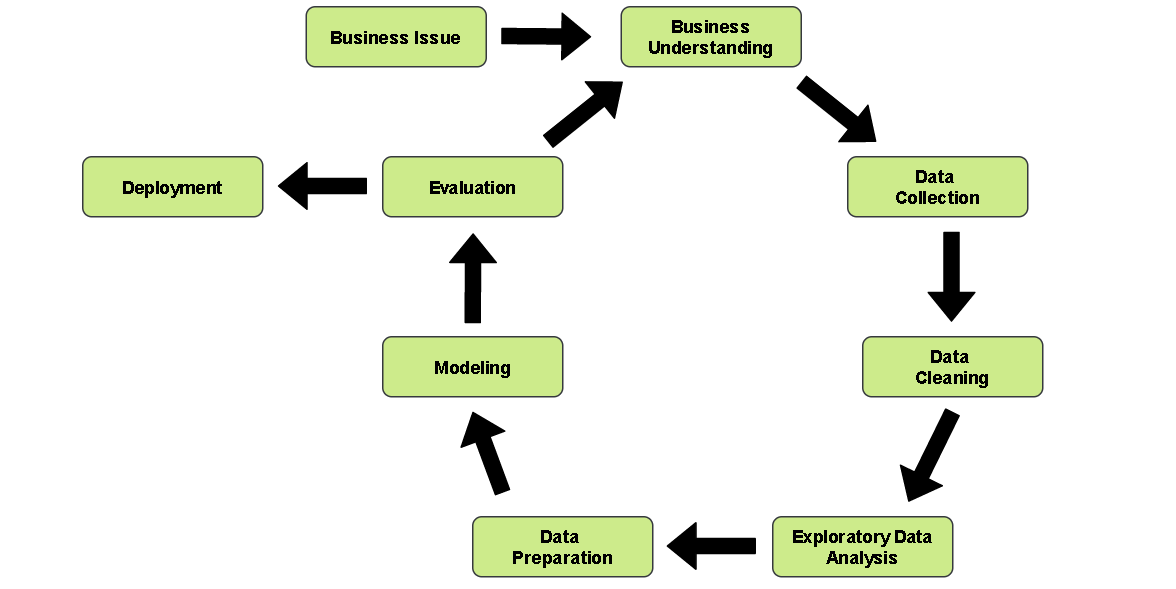 Business Issue
Business
Understanding
Deployment
Evaluation
Data
Collection
Modeling
Data
Cleaning
Data
Preparation
Exploratory Data
Analysis